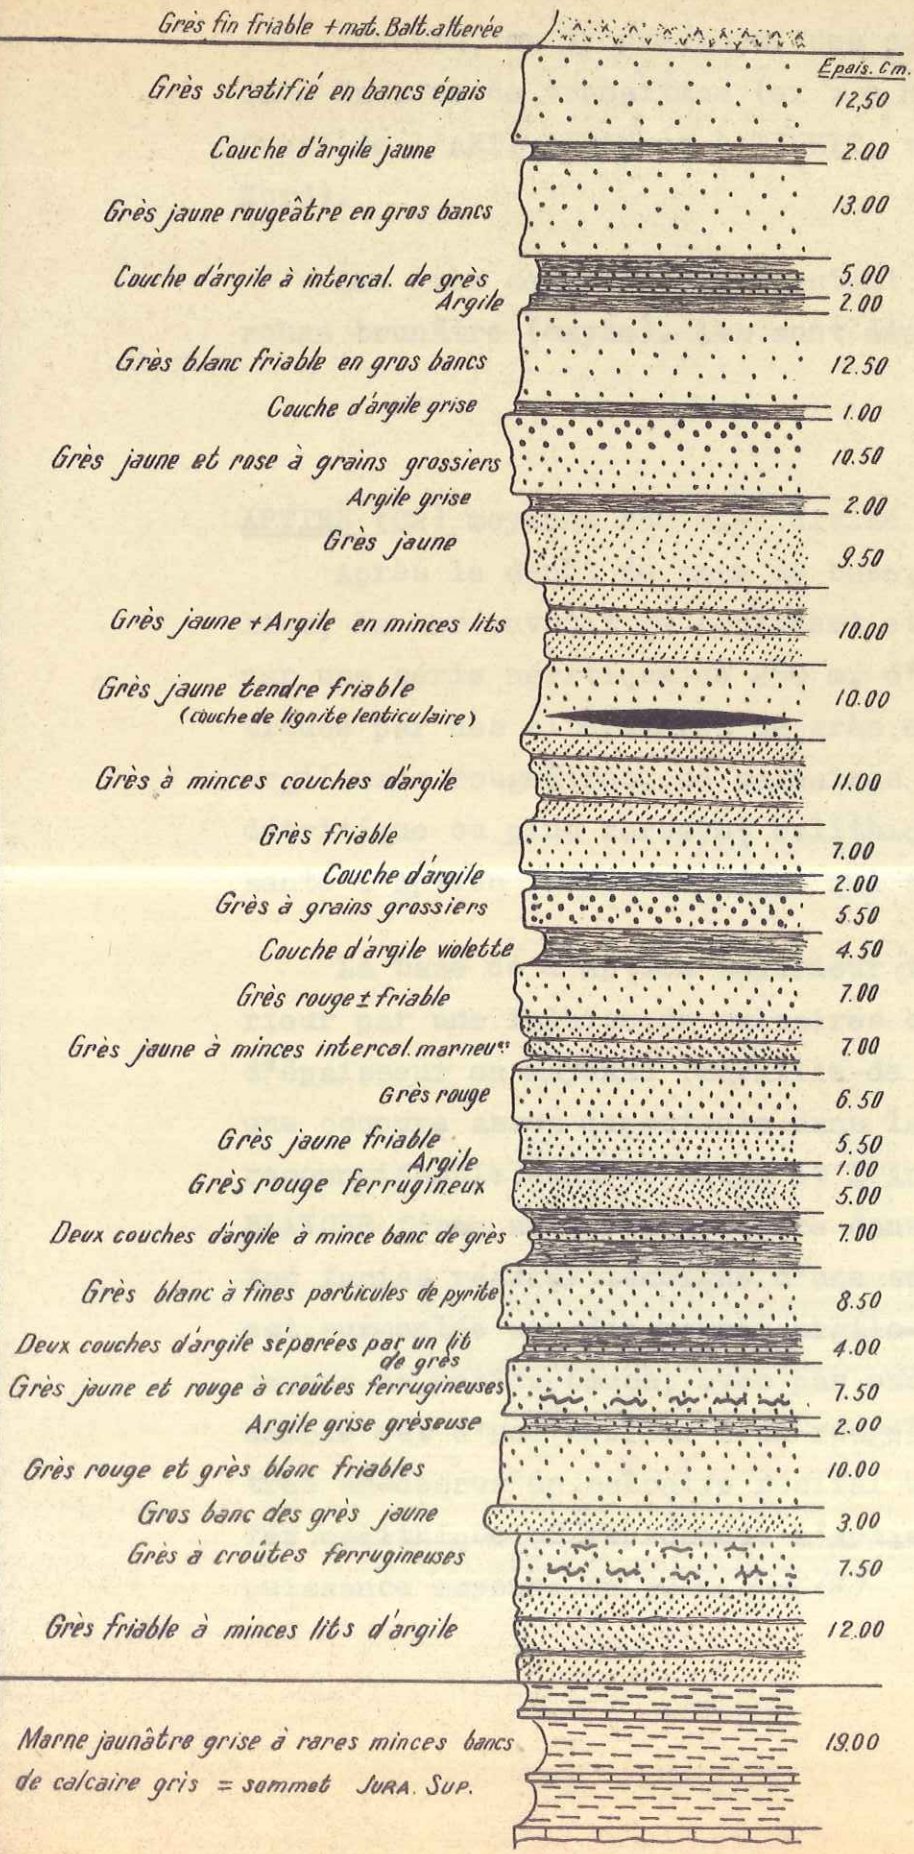 Grès fin friable + mat. Balt. alterée
Epais. Cm.
Grès stratifié en bancs épais 12,50
Couche d'argile jaune 2.00
Grès jaune rougeâtre en gros bancs 13.00
Couche d'argile à intercal. de grès 5.00
Argile 2.00
Grès blanc friable en gros bancs 12.50
Couche d'argile grise 1.00
Grès jaune et rose à grains grossiers 10.50
Argile grise 2.00
Grès jaune 9.50
Grès jaune + Argile en minces lits 10.00
Grès jaune tendre friable 10.00
(couche de lignite lenticulaire)
Grès à minces couches d'argile 11.00
Grès friable 7.00
Couche d'argile 2.00
Grès à grains grossiers 5.50
Couche d'argile violette 4.50
Grès rouge ± friable 7.00
Grès jaune à minces intercal. marneuses 7.00
Grès rouge 6.50
Grès jaune friable 5.50
Argile 1.00
Grès rouge ferrugineux 5.00
Deux couches d'argile à mince banc de grès 7.00
Grès blanc à fines particules de pyrite 8.50
Deux couches d'argile séparées par un lit 4.00
de grès
Grès jaune et rouge à croûtes ferrugineuses 7.50
Argile grise grèseuse 2.00
Grès rouge et grès blanc friables 10.00
Gros banc des grès jaune 3.00
Grès à croûtes ferrugineuses 7.50
Grès friable à minces lits d'argile 12.00
Marne jaunâtre grise à rares minces bancs 19.00
de calcaire gris = sommet JURA. SUP.